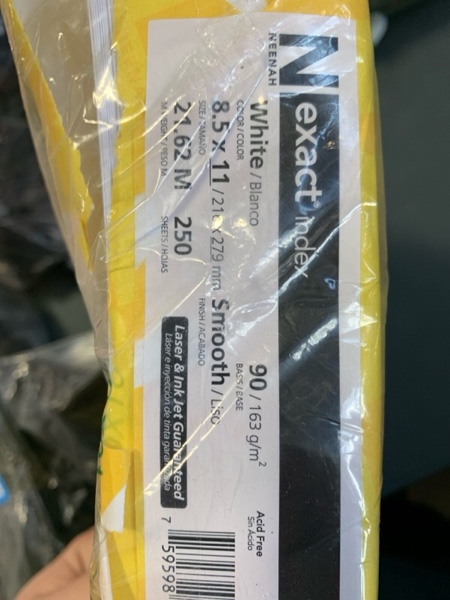 N
NEENAH
exact index
White / Blanco
COLOR / COLOR
90 / 163 g/m²
BASIS / BASE
Acid Free
Sin Ácido
8.5 x 11 / 216 x 279 mm
SIZE / TAMAÑO
Smooth / Liso
FINISH / ACABADO
21.62 M
M WEIGHT / PESO M
250
SHEETS / HOJAS
Laser & Ink Jet Guaranteed
Láser e inyección de tinta garantizada
7 59598